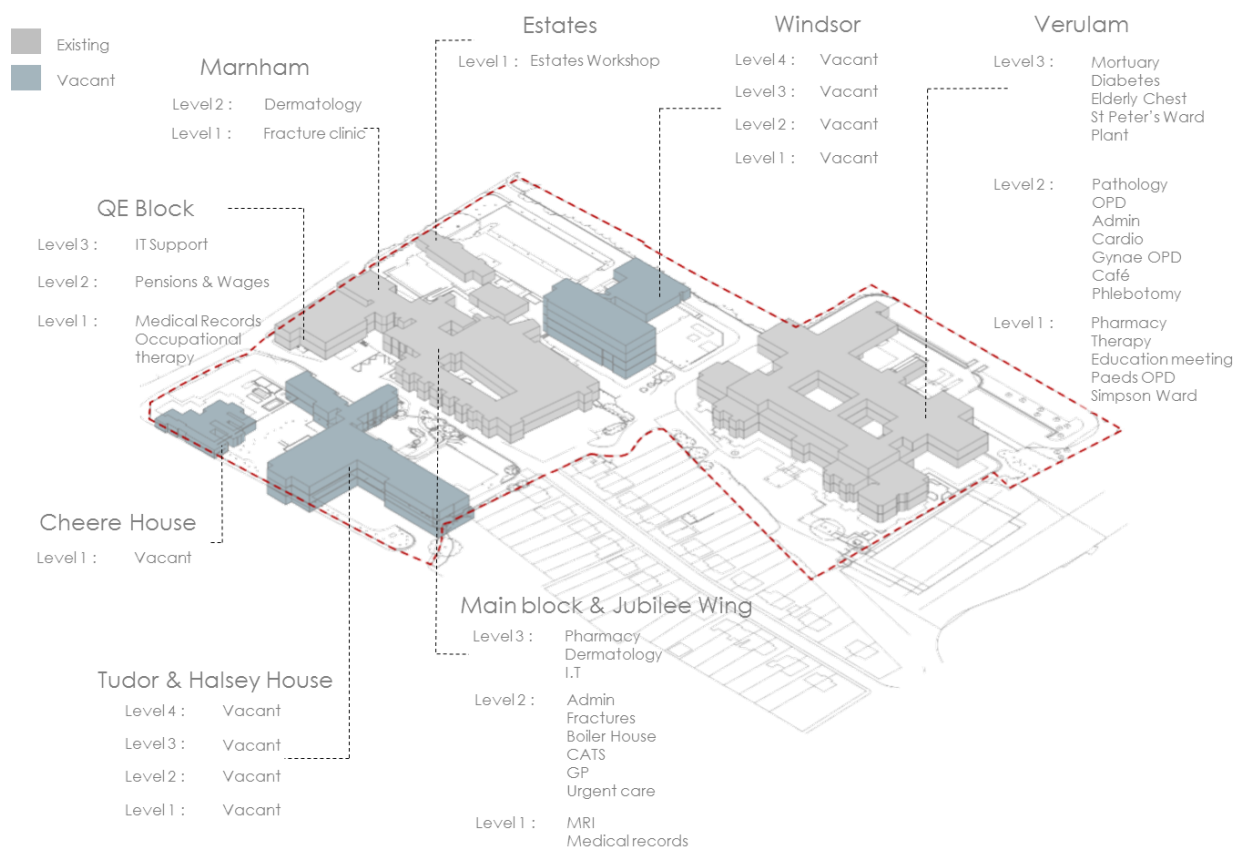 Existing
Vacant
Marnham
Level 2 : Dermatology
Level 1 : Fracture clinic
Estates
Level 1 : Estates Workshop
Windsor
Level 4 : Vacant
Level 3 : Vacant
Level 2 : Vacant
Level 1 : Vacant
Verulam
Level 3 : Mortuary
Diabetes
Elderly Chest
St Peter's Ward
Plant
Level 2 : Pathology
OPD
Admin
Cardio
Gynae OPD
Café
Phlebotomy
Level 1 : Pharmacy
Therapy
Education meeting
Paeds OPD
Simpson Ward
QE Block
Level 3 : IT Support
Level 2 : Pensions & Wages
Level 1 : Medical Records
Occupational
therapy
Cheere House
Level 1 : Vacant
Tudor & Halsey House
Level 4 : Vacant
Level 3 : Vacant
Level 2 : Vacant
Level 1 : Vacant
Main block & Jubilee Wing
Level 3 : Pharmacy
Dermatology
I.T
Level 2 : Admin
Fractures
Boiler House
CATS
GP
Urgent care
Level 1 : MRI
Medical records